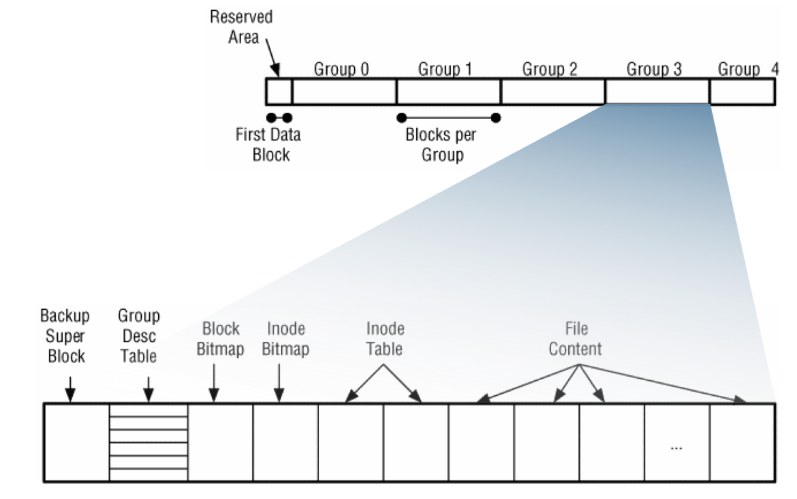 Reserved
Area
Group 0
Group 1
Group 2
Group 3
Group 4
First Data
Block
Blocks per
Group
Backup
Super
Block
Group
Desc
Table
Block
Bitmap
Inode
Bitmap
Inode
Table
File
Content
...